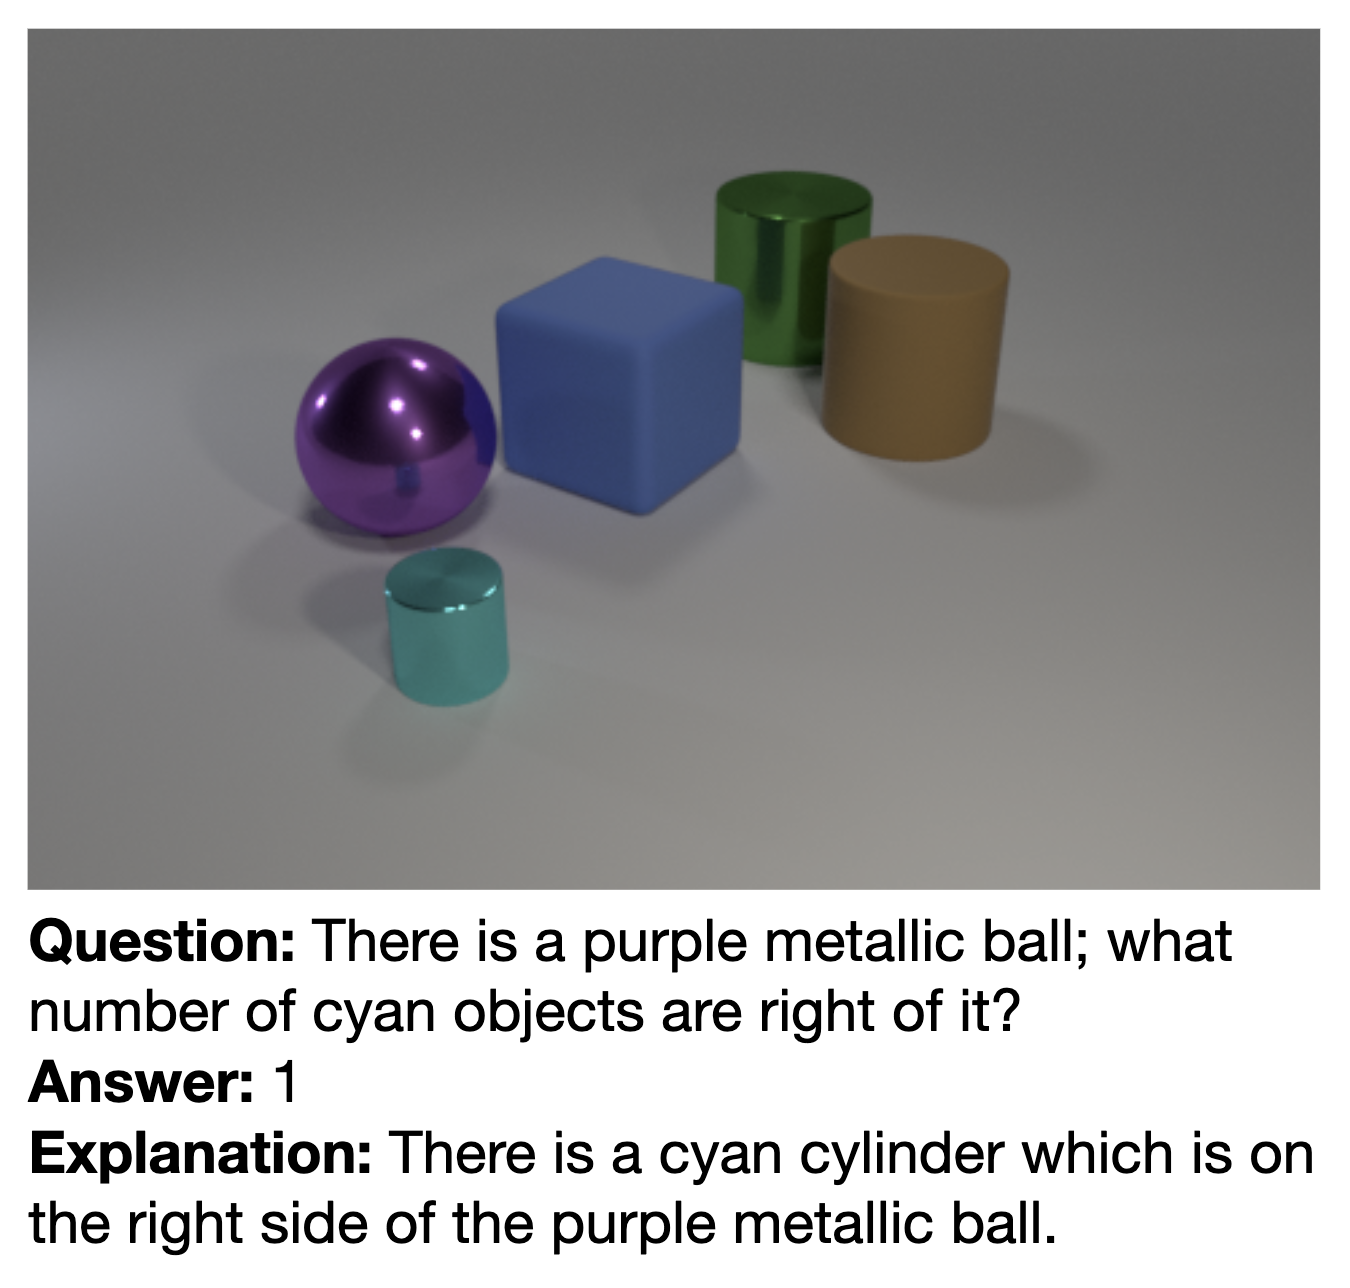 Question: There is a purple metallic ball; what
number of cyan objects are right of it?
Answer: 1
Explanation: There is a cyan cylinder which is on
the right side of the purple metallic ball.